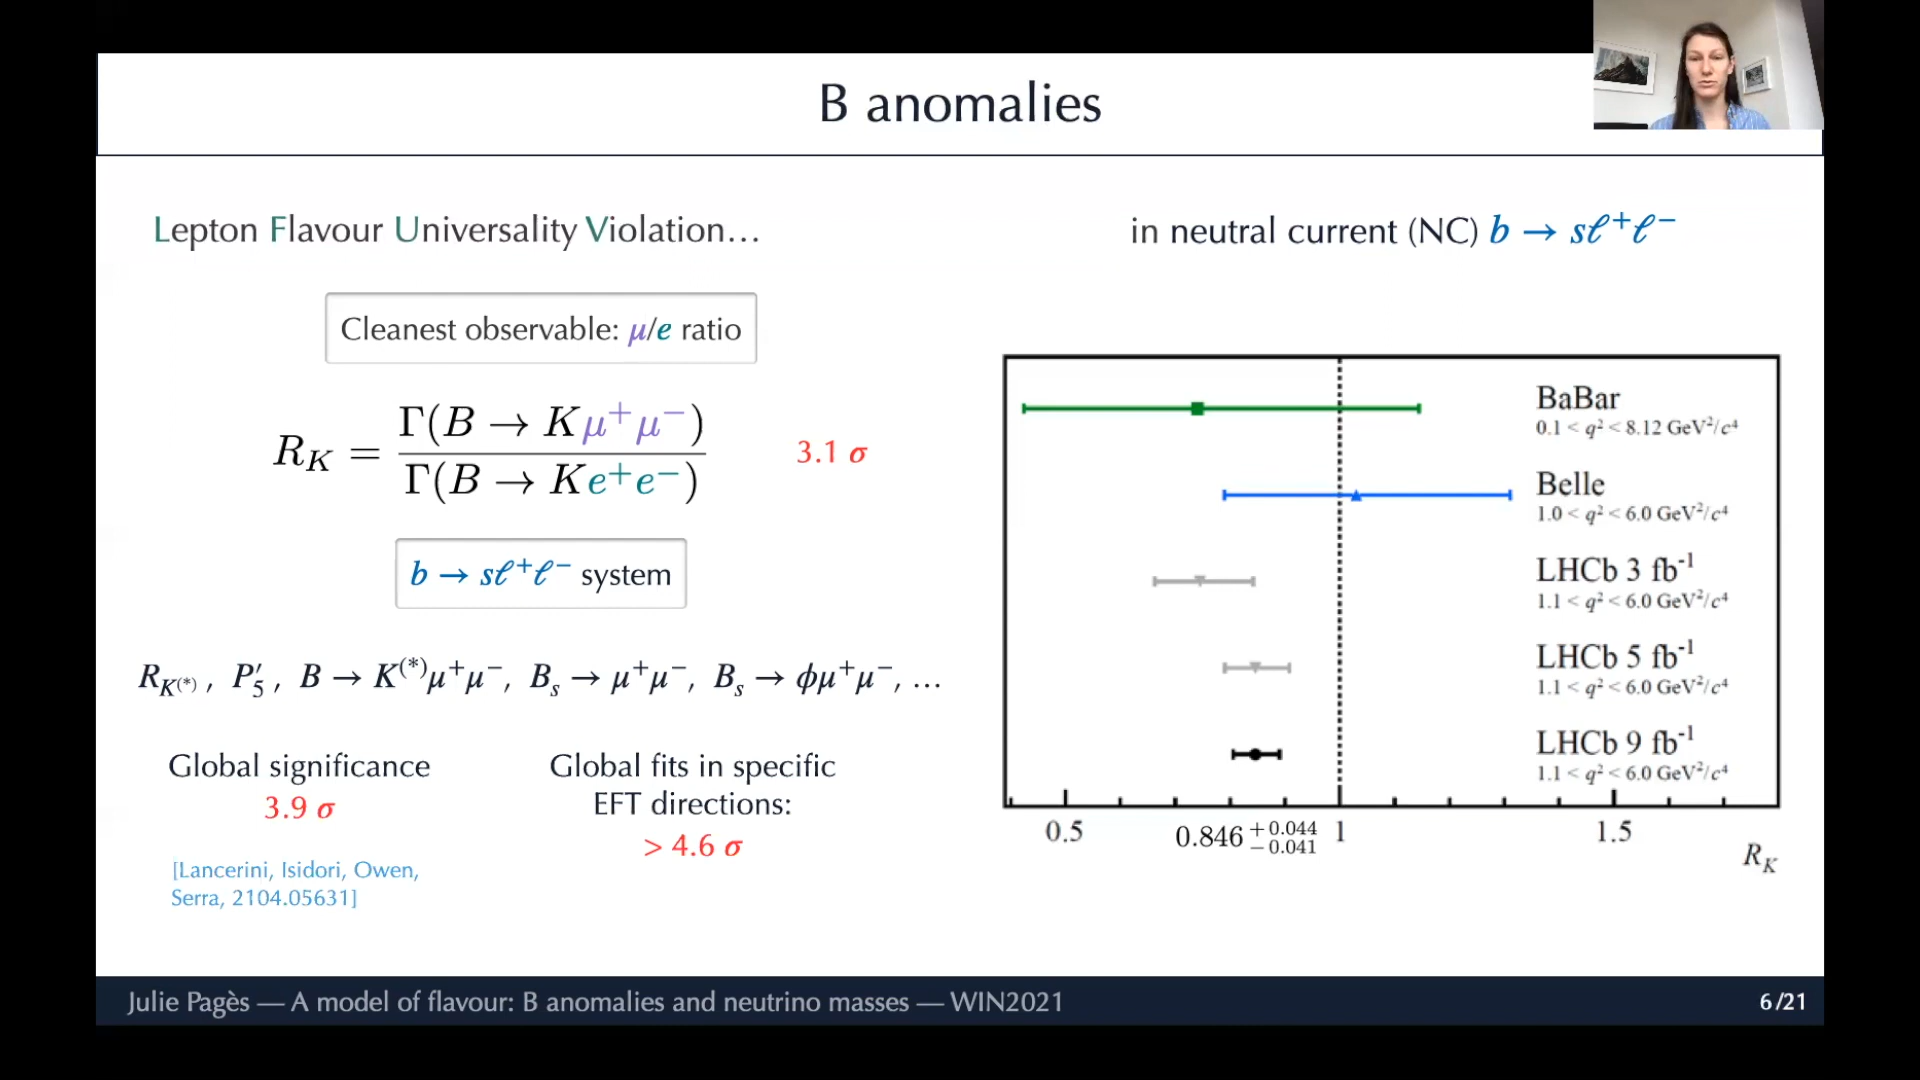 B anomalies
Lepton Flavour Universality Violation…
in neutral current (NC) b → sℓ⁺ℓ⁻
Cleanest observable: μ/e ratio
R_K = Γ(B → Kμ⁺μ⁻) / Γ(B → Ke⁺e⁻)
3.1 σ
b → sℓ⁺ℓ⁻ system
R_K(*) , P′₅ , B → K(*)μ⁺μ⁻, B_s → μ⁺μ⁻, B_s → ϕμ⁺μ⁻, …
Global significance
3.9 σ
[Lancerini, Isidori, Owen,
Serra, 2104.05631]
Global fits in specific
EFT directions:
> 4.6 σ
BaBar
0.1 < q² < 8.12 GeV²/c⁴
Belle
1.0 < q² < 6.0 GeV²/c⁴
LHCb 3 fb⁻¹
1.1 < q² < 6.0 GeV²/c⁴
LHCb 5 fb⁻¹
1.1 < q² < 6.0 GeV²/c⁴
LHCb 9 fb⁻¹
1.1 < q² < 6.0 GeV²/c⁴
0.5 0.846 +0.044 −0.041 1 1.5
R_K
Julie Pagès — A model of flavour: B anomalies and neutrino masses — WIN2021
6 /21